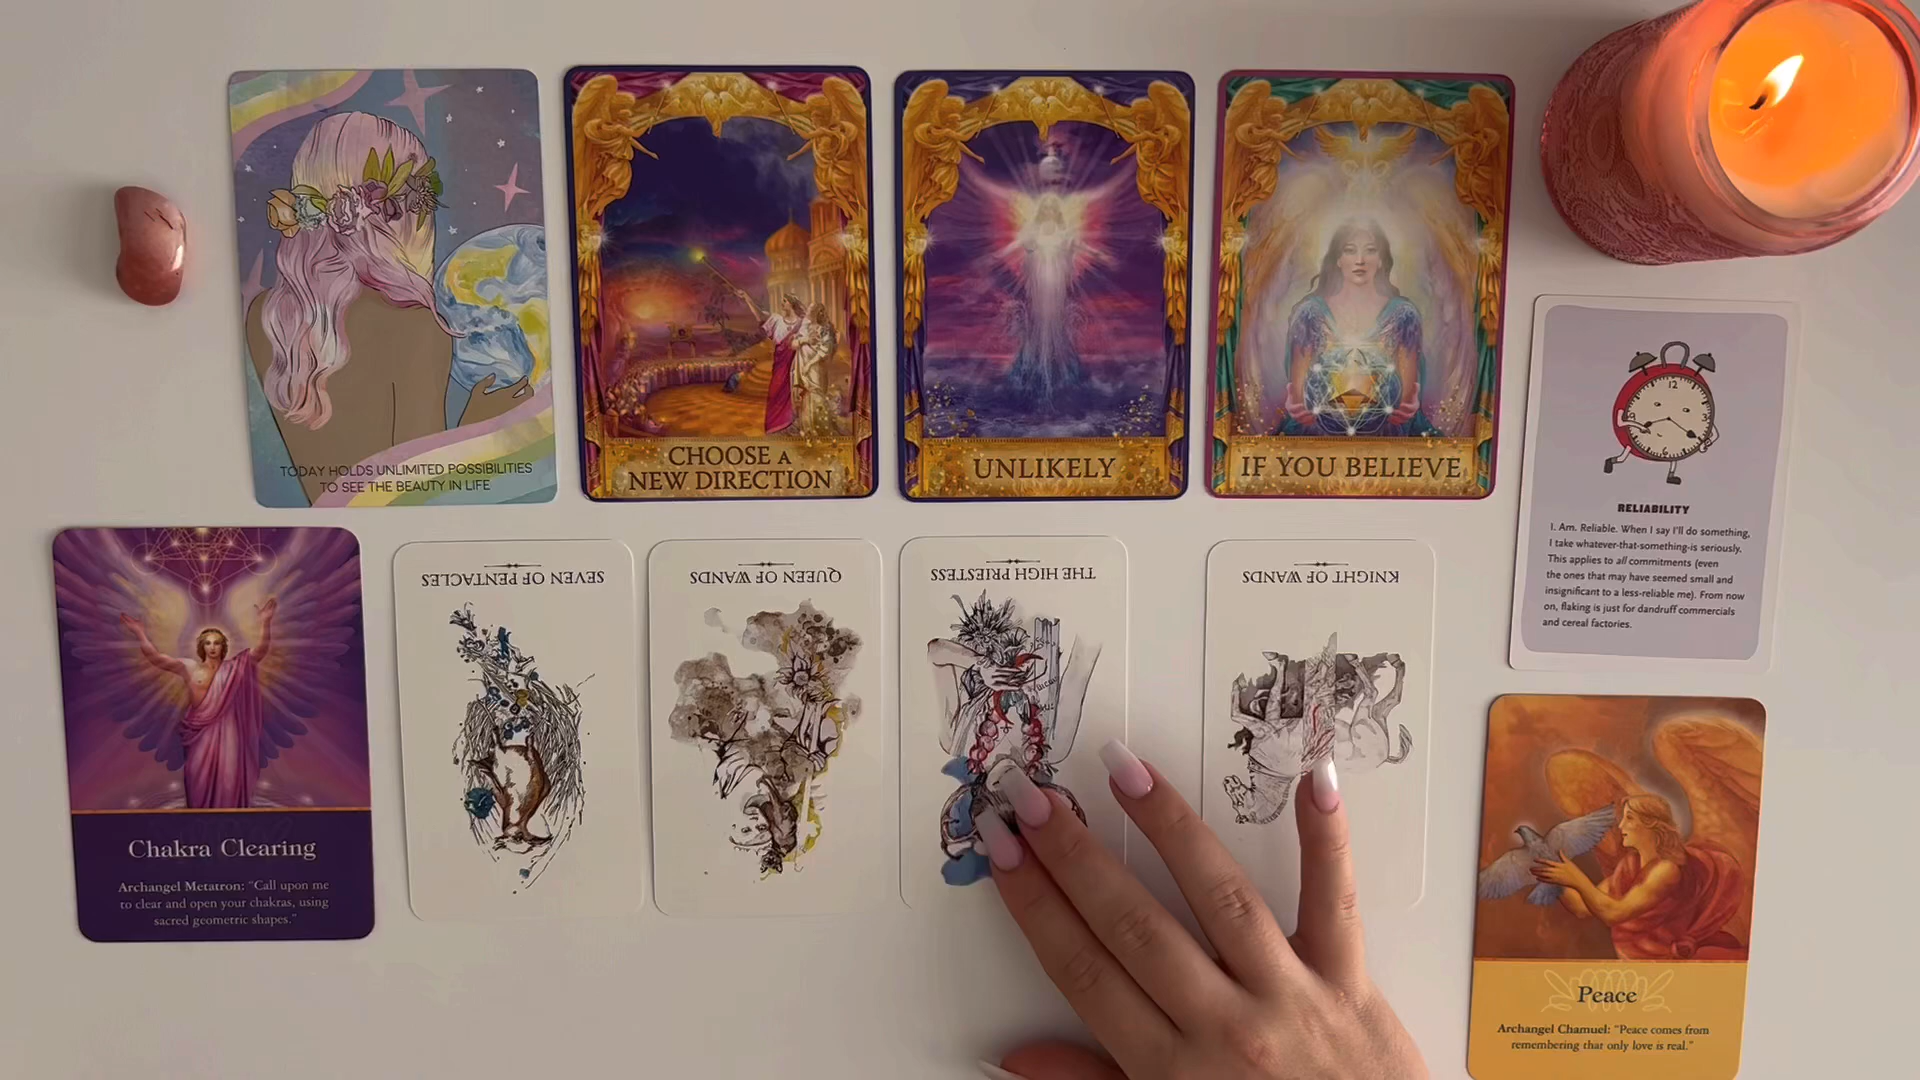 TODAY HOLDS UNLIMITED POSSIBILITIES
TO SEE THE BEAUTY IN LIFE
CHOOSE A
NEW DIRECTION
UNLIKELY
IF YOU BELIEVE
RELIABILITY
1. Am. Reliable. When I say I'll do something,
I take whatever-that-something-is seriously.
This applies to all commitments (even
the ones that may have seemed small and
insignificant to a less-reliable me). From now
on, flaking is just for dandruff commercials
and cereal factories.
Chakra Clearing
Archangel Metatron: "Call upon me
to clear and open your chakras, using
sacred geometric shapes."
SEVEN OF PENTACLES
QUEEN OF WANDS
THE HIGH PRIESTESS
KNIGHT OF WANDS
Peace
Archangel Chamuel: "Peace comes from
remembering that only love is real."